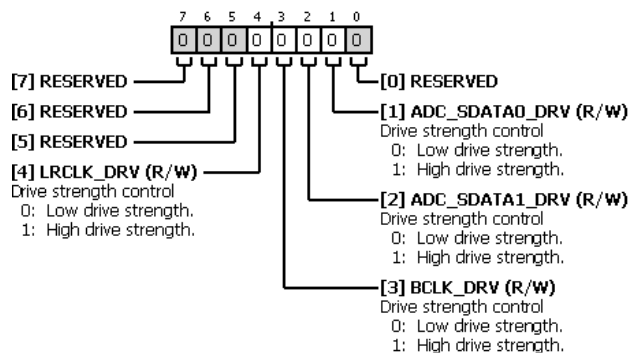 7 6 5 4 3 2 1 0
0 0 0 0 0 0 0 0
[7] RESERVED
[6] RESERVED
[5] RESERVED
[4] LRCLK_DRV (R/W)
Drive strength control
0: Low drive strength.
1: High drive strength.
[0] RESERVED
[1] ADC_SDATA0_DRV (R/W)
Drive strength control
0: Low drive strength.
1: High drive strength.
[2] ADC_SDATA1_DRV (R/W)
Drive strength control
0: Low drive strength.
1: High drive strength.
[3] BCLK_DRV (R/W)
Drive strength control
0: Low drive strength.
1: High drive strength.